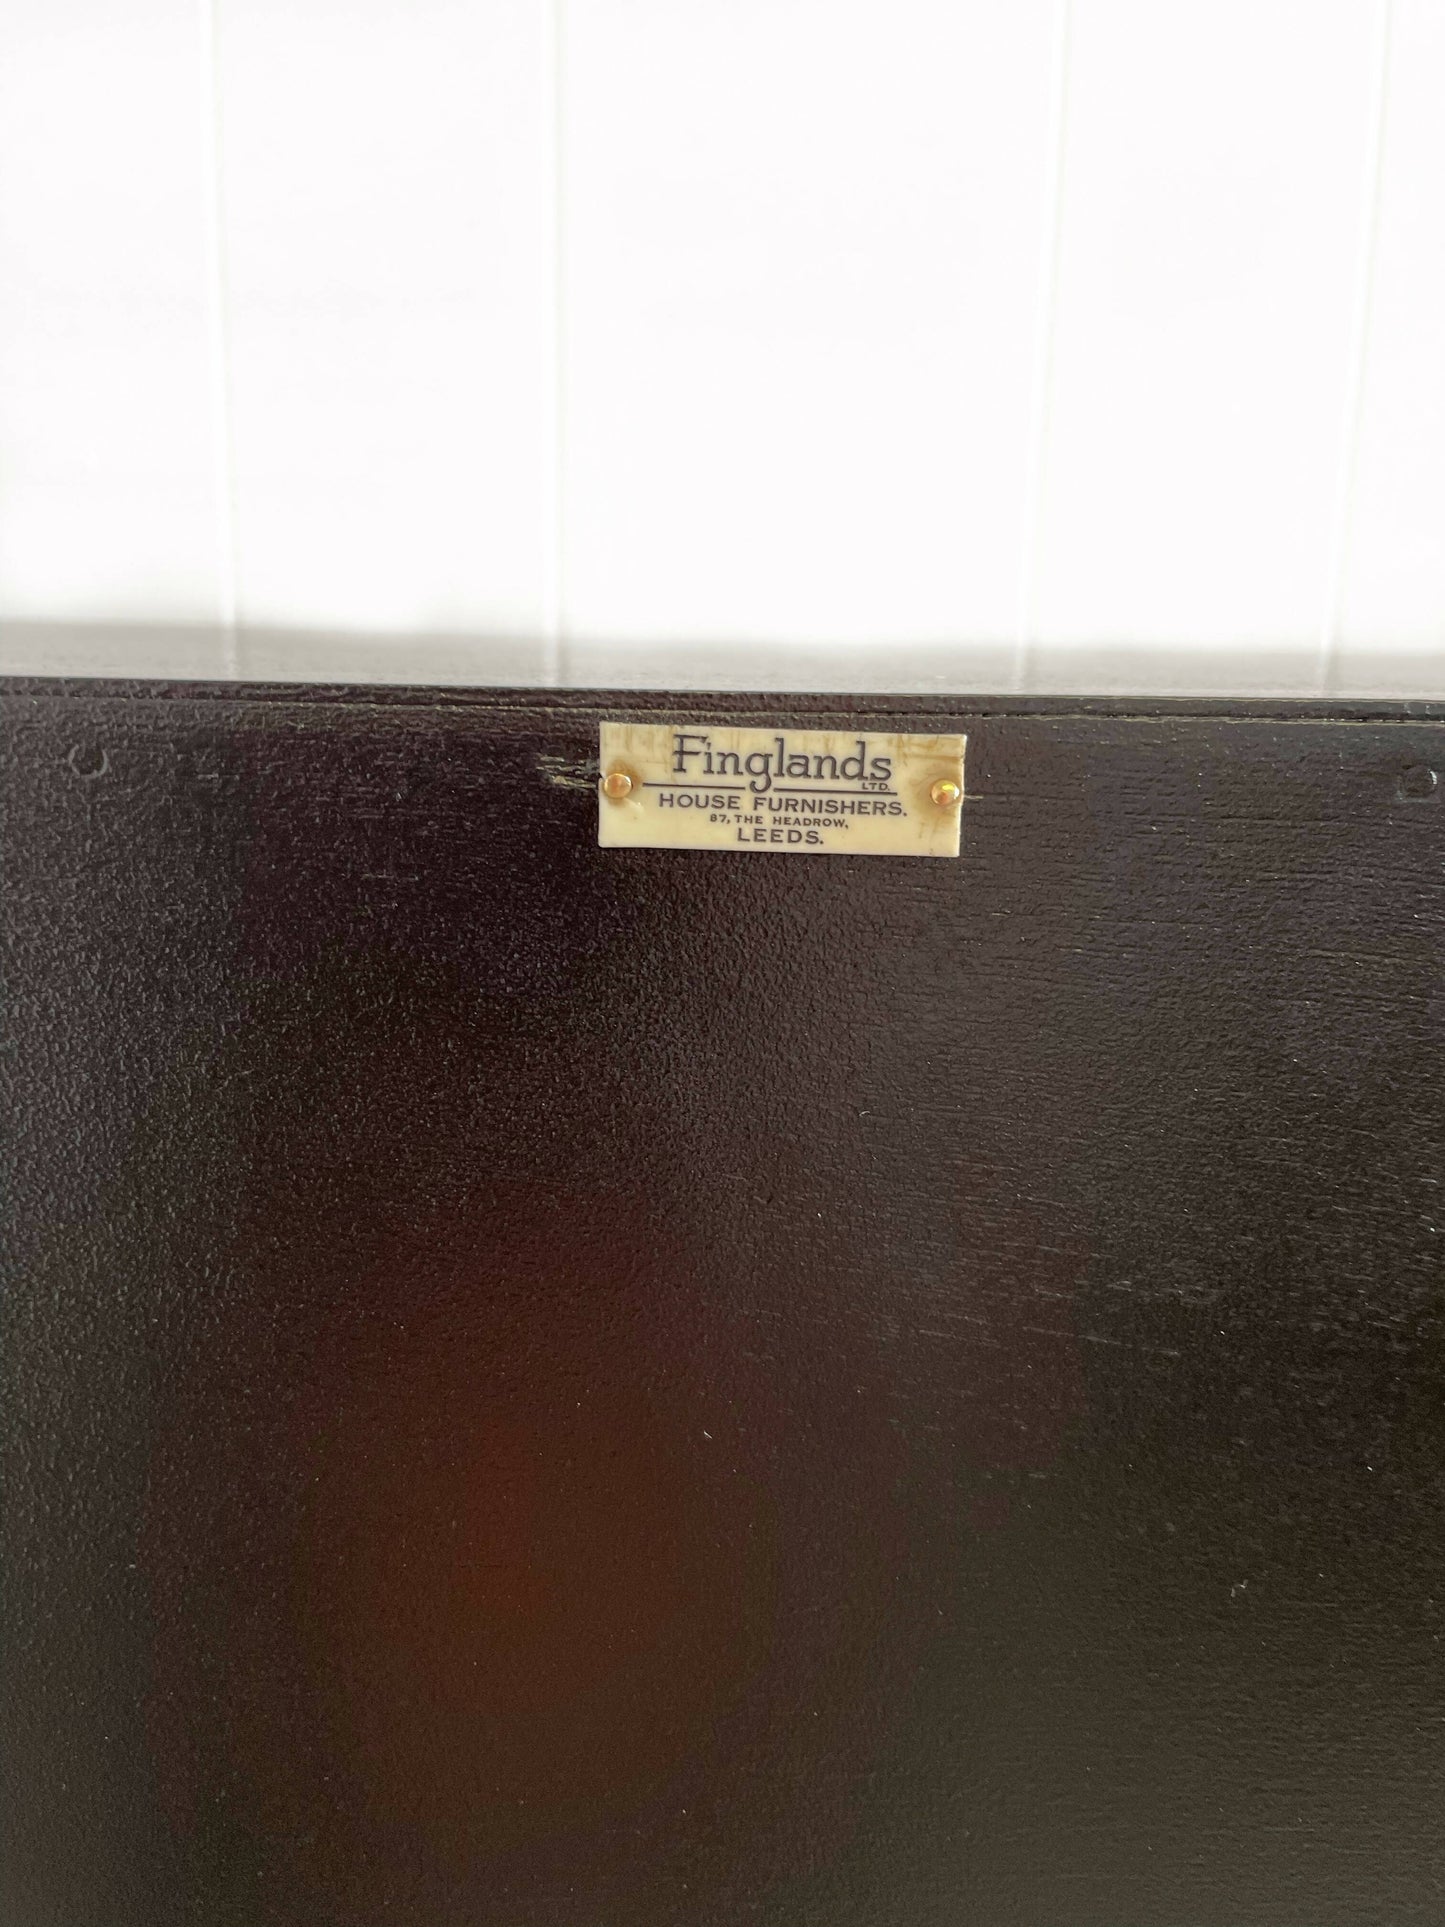 Finglands
LTD.
HOUSE FURNISHERS.
87, THE HEADROW,
LEEDS.